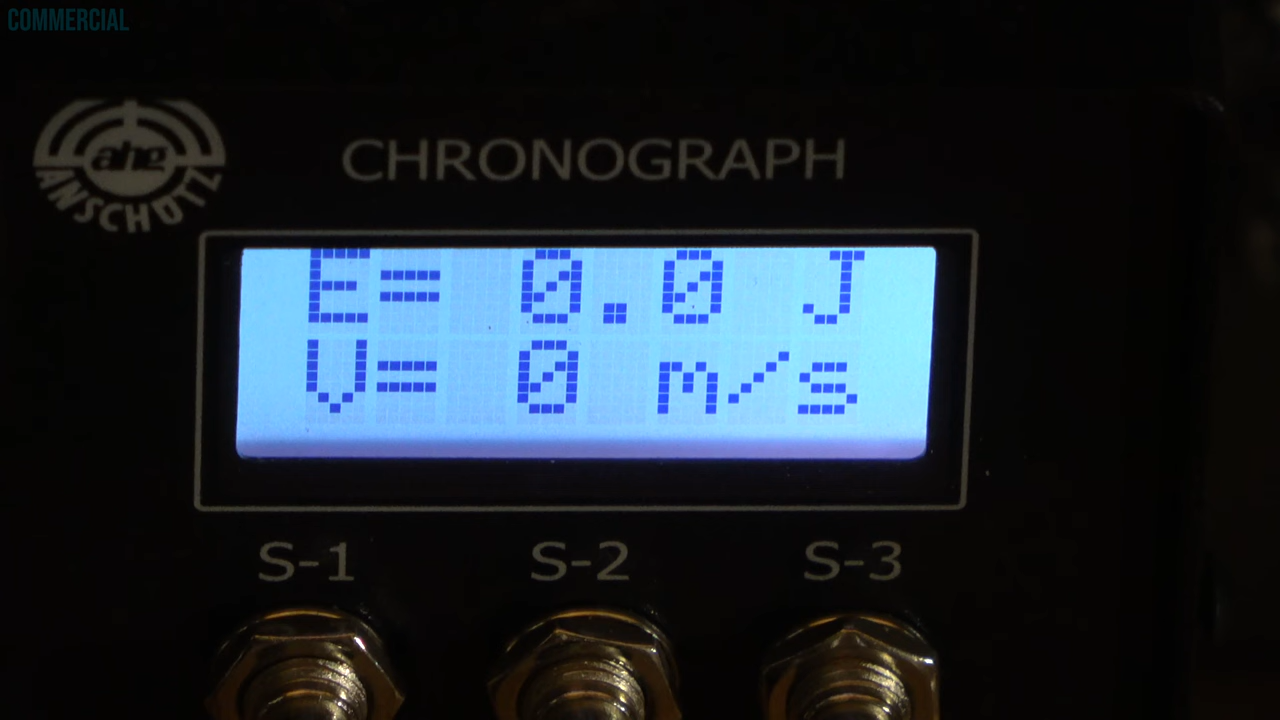 COMMERCIAL
ahg
ANSCHÜTZ
CHRONOGRAPH
E= 0.0 J
V= 0 m/s
S-1 S-2 S-3